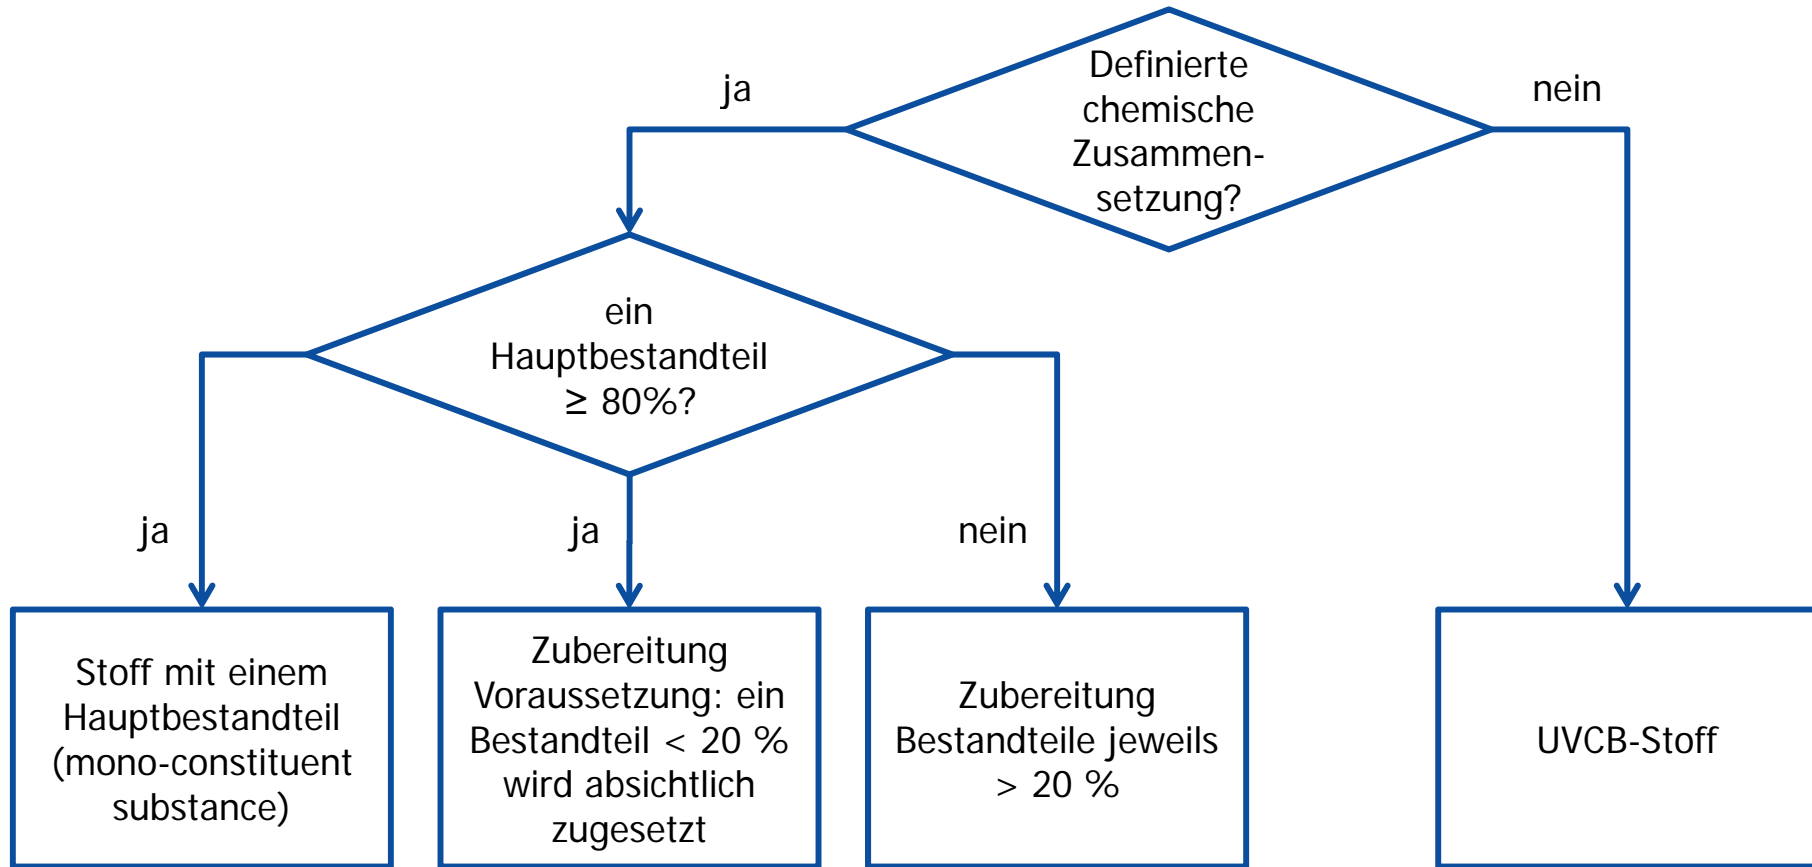 Definierte
chemische
Zusammen-
setzung?
ja
nein
ein
Hauptbestandteil
≥ 80%?
ja
ja
nein
Stoff mit einem
Hauptbestandteil
(mono-constituent
substance)
Zubereitung
Voraussetzung: ein
Bestandteil < 20 %
wird absichtlich
zugesetzt
Zubereitung
Bestandteile jeweils
> 20 %
UVCB-Stoff